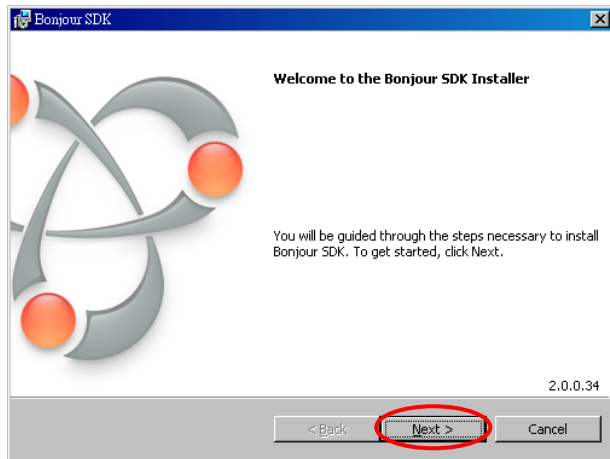 Bonjour SDK
Welcome to the Bonjour SDK Installer
You will be guided through the steps necessary to install
Bonjour SDK. To get started, click Next.
2.0.0.34
< Back
Next >
Cancel